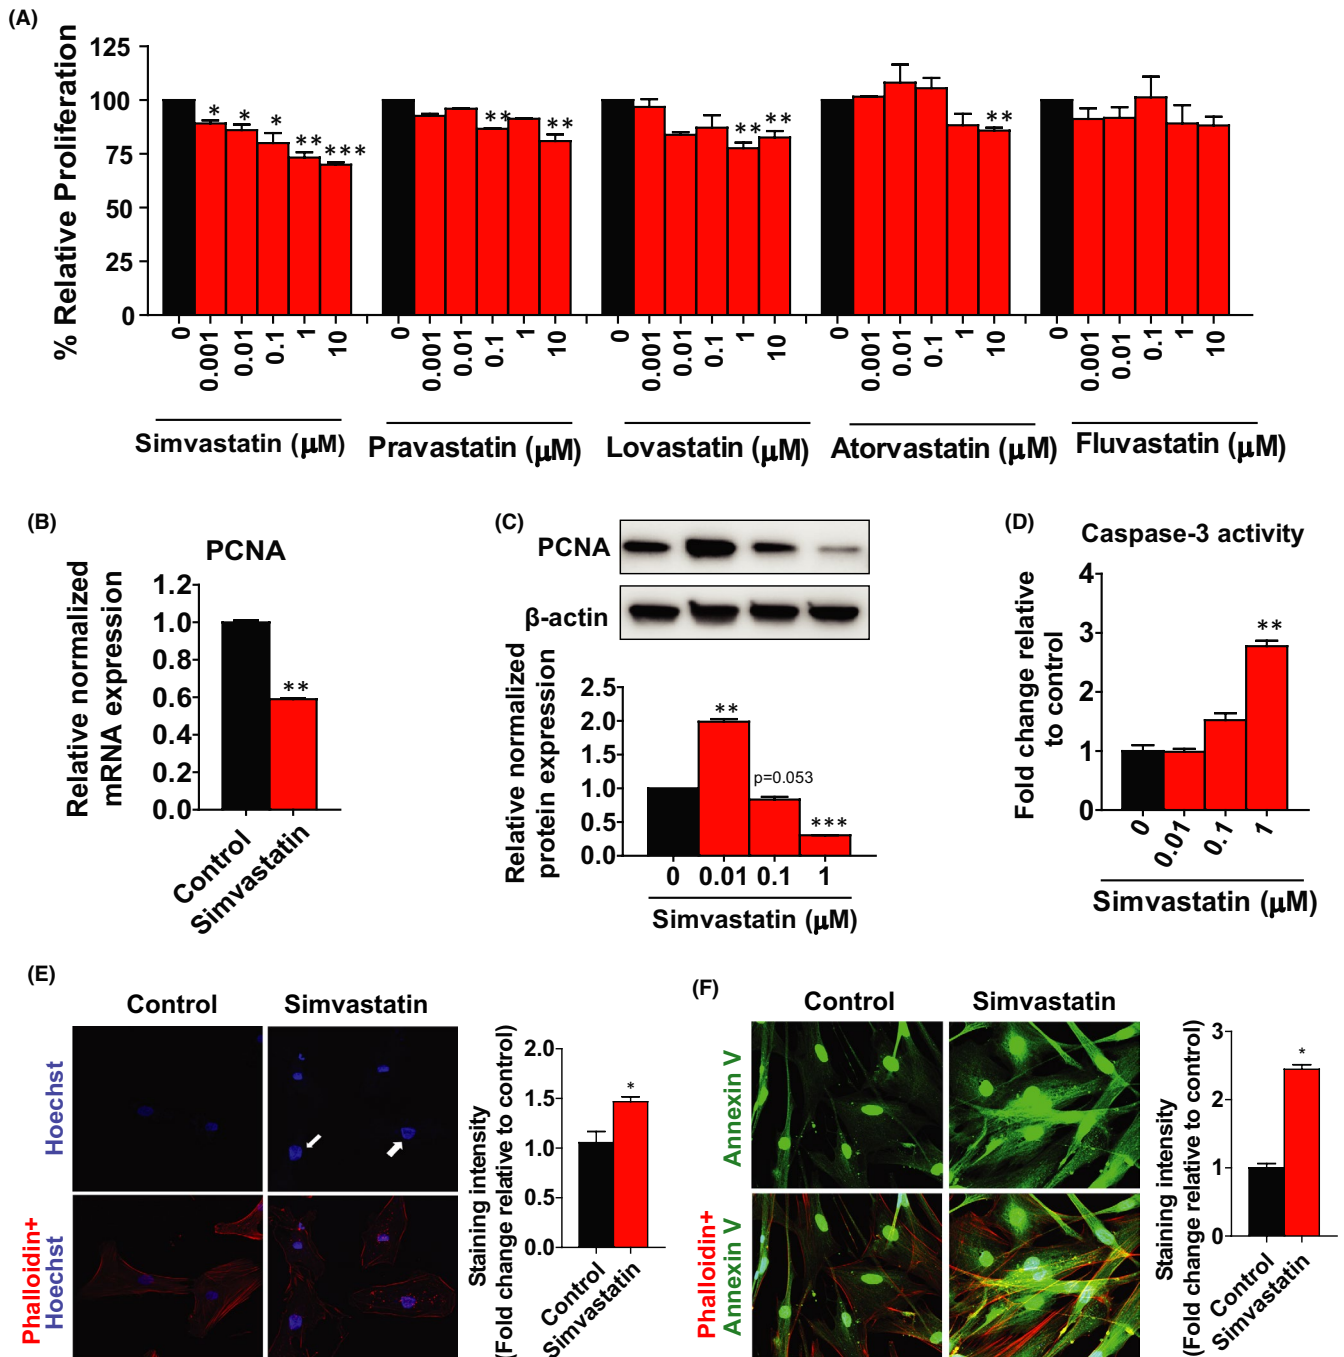 (A)
% Relative Proliferation
125
100
75
50
25
0
* * * ** ***
** **
** **
**
0 0.001 0.01 0.1 1 10
0 0.001 0.01 0.1 1 10
0 0.001 0.01 0.1 1 10
0 0.001 0.01 0.1 1 10
0 0.001 0.01 0.1 1 10
Simvastatin (μM)
Pravastatin (μM)
Lovastatin (μM)
Atorvastatin (μM)
Fluvastatin (μM)
(B)
PCNA
Relative normalized
mRNA expression
1.2
1.0
0.8
0.6
0.4
0.2
0.0
**
Control
Simvastatin
(C)
PCNA
β-actin
Relative normalized
protein expression
2.5
2.0
1.5
1.0
0.5
0.0
**
p=0.053
***
0 0.01 0.1 1
Simvastatin (μM)
(D)
Caspase-3 activity
Fold change relative
to control
4
3
2
1
0
**
0 0.01 0.1 1
Simvastatin (μM)
(E)
Control Simvastatin
Hoechst
Phalloidin+
Hoechst
Staining intensity
(Fold change relative to control)
2.0
1.5
1.0
0.5
0.0
*
Control
Simvastatin
(F)
Control Simvastatin
Annexin V
Phalloidin+
Annexin V
Staining intensity
(Fold change relative to control)
3
2
1
0
*
Control
Simvastatin